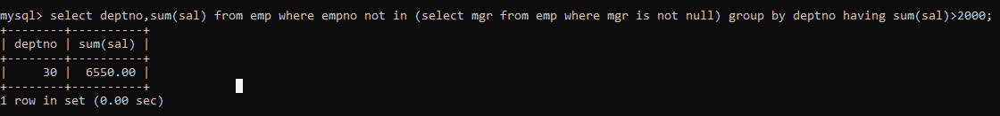 mysql> select deptno,sum(sal) from emp where empno not in (select mgr from emp where mgr is not null) group by deptno having sum(sal)>2000;
+--------+----------+
| deptno | sum(sal) |
+--------+----------+
|     30 |  6550.00 |
+--------+----------+
1 row in set (0.00 sec)